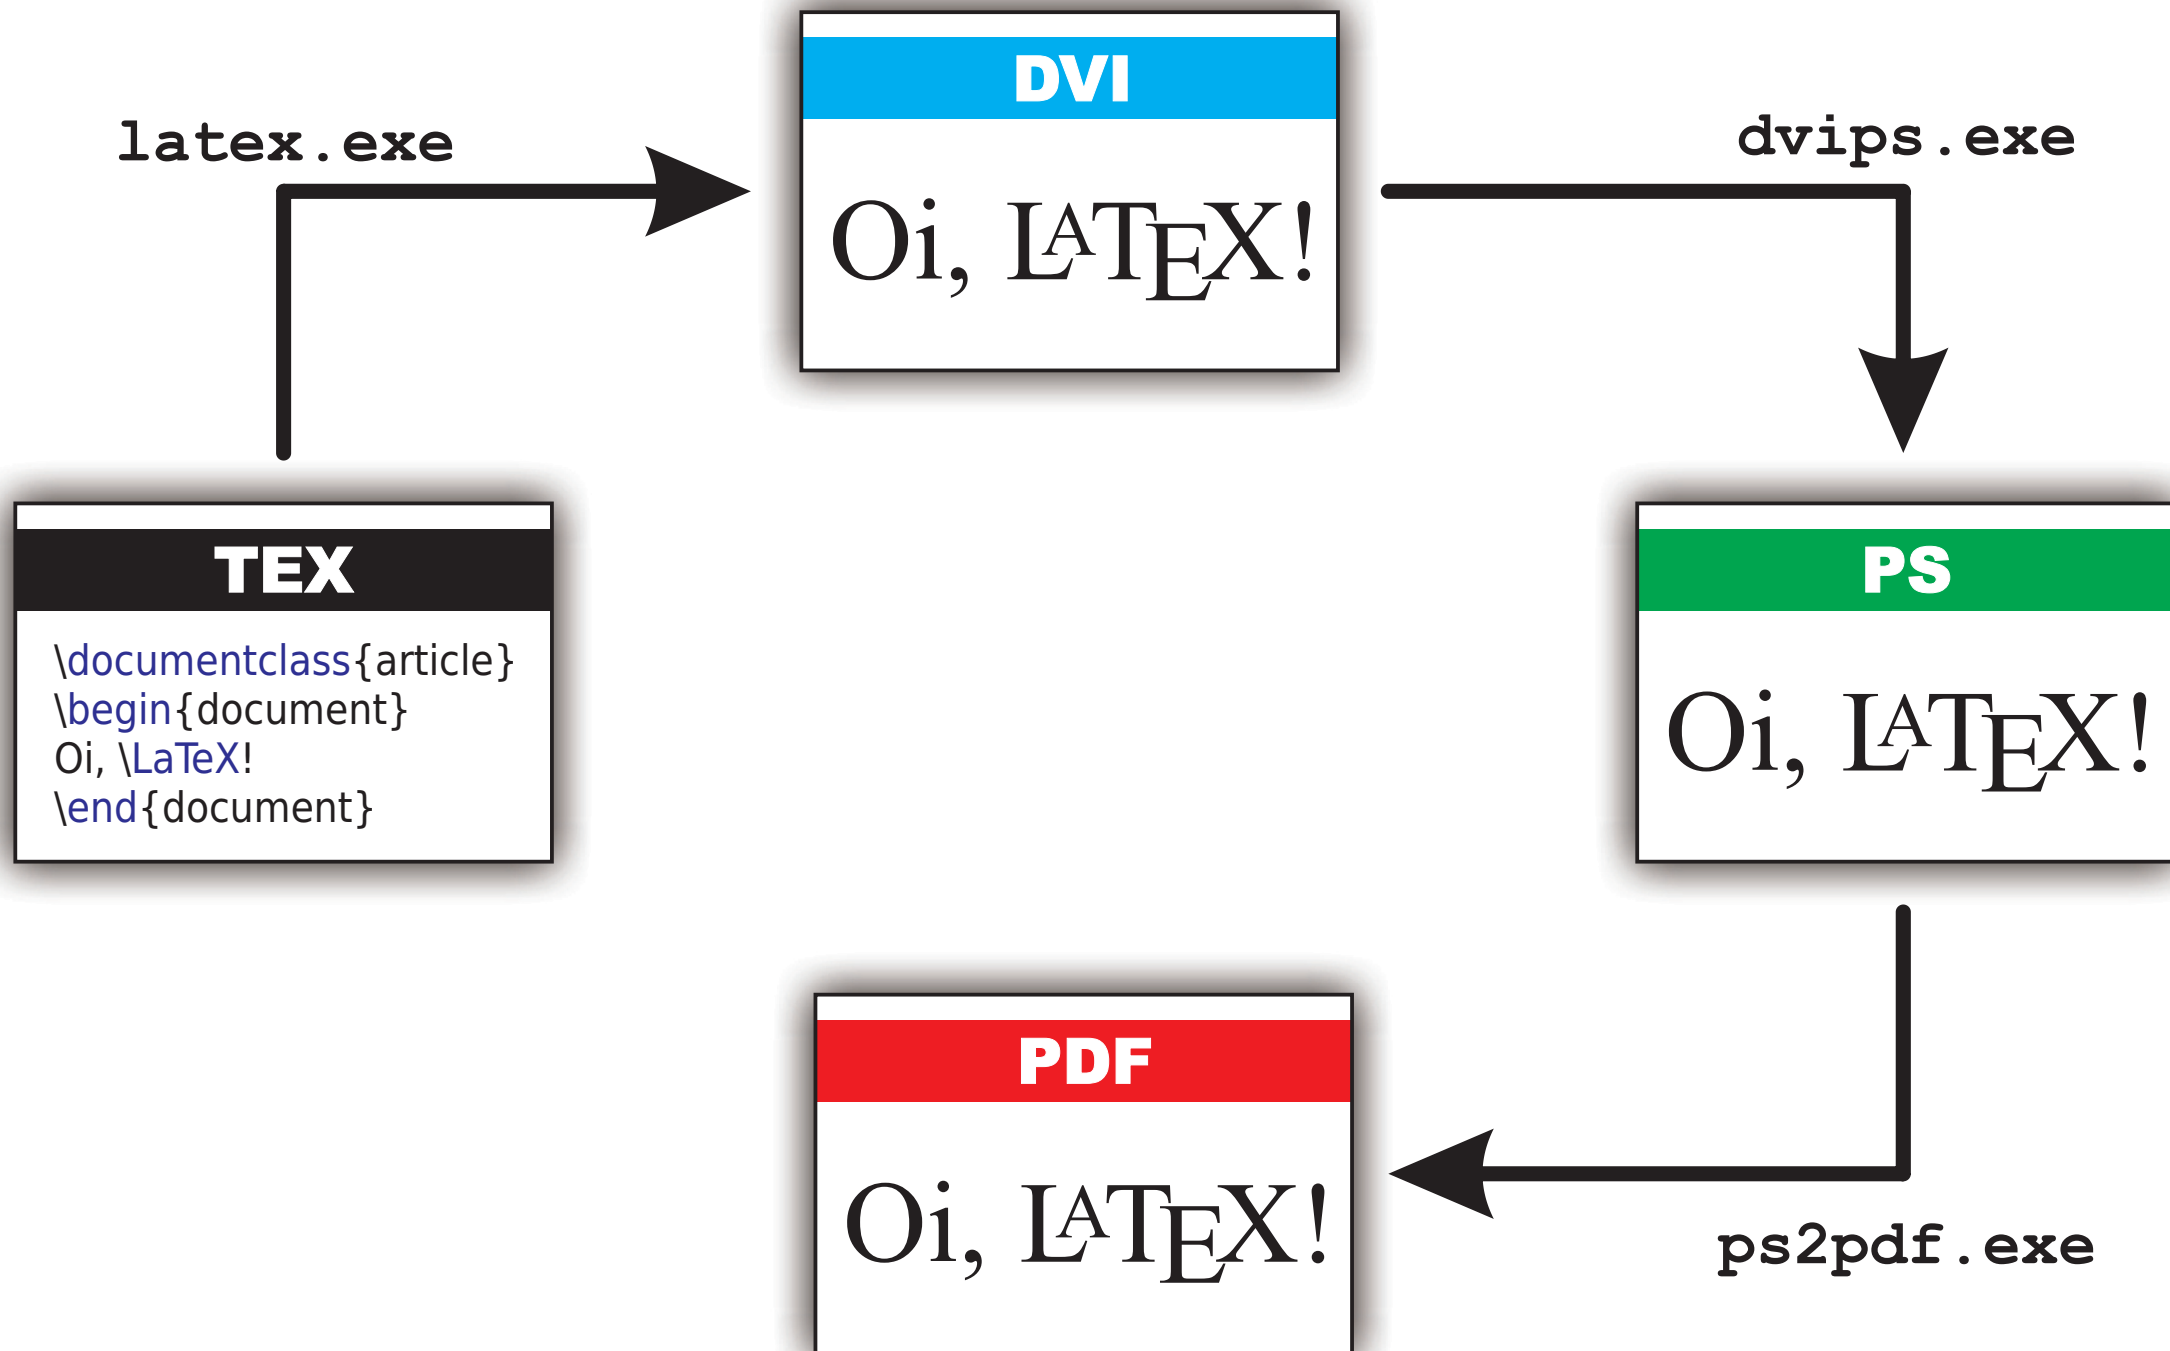 DVI
Oi, LATEX!
latex.exe
dvips.exe
TEX
\documentclass{article}
\begin{document}
Oi, \LaTeX!
\end{document}
PS
Oi, LATEX!
PDF
Oi, LATEX!
ps2pdf.exe